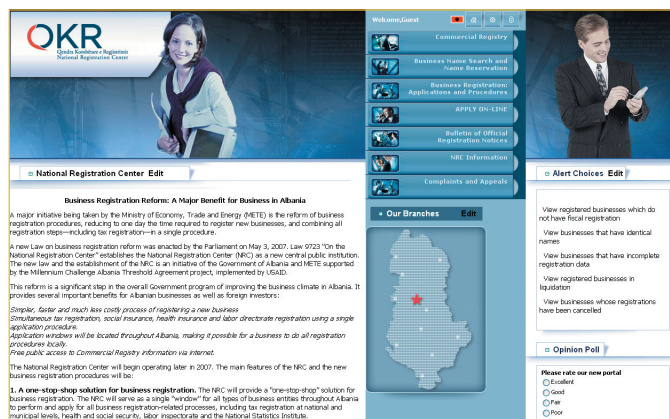 QKR
Qendra Kombëtare e Regjistrimit
National Registration Center
Welcome,Guest
Commercial Registry
Business Name Search and
Name Reservation
Business Registration:
Applications and Procedures
APPLY ON-LINE
Bulletin of Official
Registration Notices
NRC Information
Complaints and Appeals
National Registration Center Edit
Business Registration Reform: A Major Benefit for Business in Albania
A major initiative being taken by the Ministry of Economy, Trade and Energy (METE) is the reform of business
registration procedures, reducing to one day the time required to register new businesses, and combining all
registration steps—including tax registration—in a single procedure.
A new Law on business registration reform was enacted by the Parliament on May 3, 2007. Law 9723 "On the
National Registration Center" establishes the National Registration Center (NRC) as a new central public institution.
The new law and the establishment of the NRC is an initiative of the Government of Albania and METE supported
by the Millennium Challenge Albania Threshold Agreement project, implemented by USAID.
This reform is a significant step in the overall Government program of improving the business climate in Albania. It
provides several important benefits for Albanian businesses as well as foreign investors:
Simpler, faster and much less costly process of registering a new business
Simultaneous tax registration, social insurance, health insurance and labor directorate registration using a single
application procedure.
Application windows will be located throughout Albania, making it possible for a business to do all registration
procedures locally.
Free public access to Commercial Registry information via internet.
The National Registration Center will begin operating later in 2007. The main features of the NRC and the new
business registration procedures will be:
1. A one-stop-shop solution for business registration. The NRC will provide a "one-stop-shop" solution for
business registration. The NRC will serve as a single "window" for all types of business entities throughout Albania
to perform and apply for all business registration-related processes, including tax registration at national and
municipal levels, health and social security, labor inspectorate and the National Statistics Institute.
Our Branches Edit
Alert Choices Edit
View registered businesses which do
not have fiscal registration
View businesses that have identical
names
View businesses that have incomplete
registration data
View registered businesses in
liquidation
View businesses whose registrations
have been cancelled
Opinion Poll
Please rate our new portal
Excellent
Good
Fair
Poor